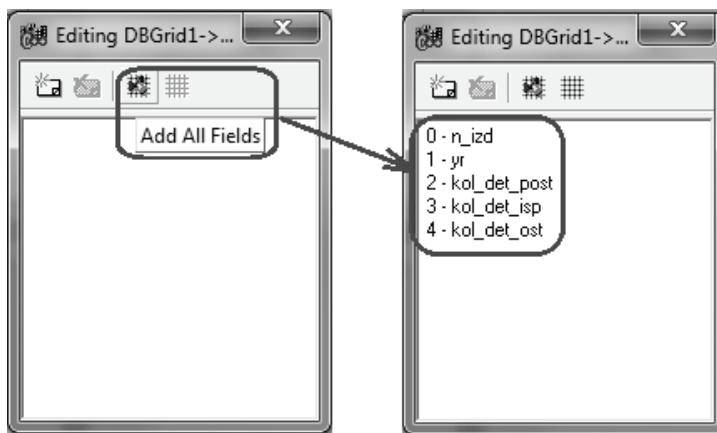 Editing DBGrid1->...
Add All Fields
Editing DBGrid1->...
0 - n_izd
1 - yr
2 - kol_det_post
3 - kol_det_isp
4 - kol_det_ost